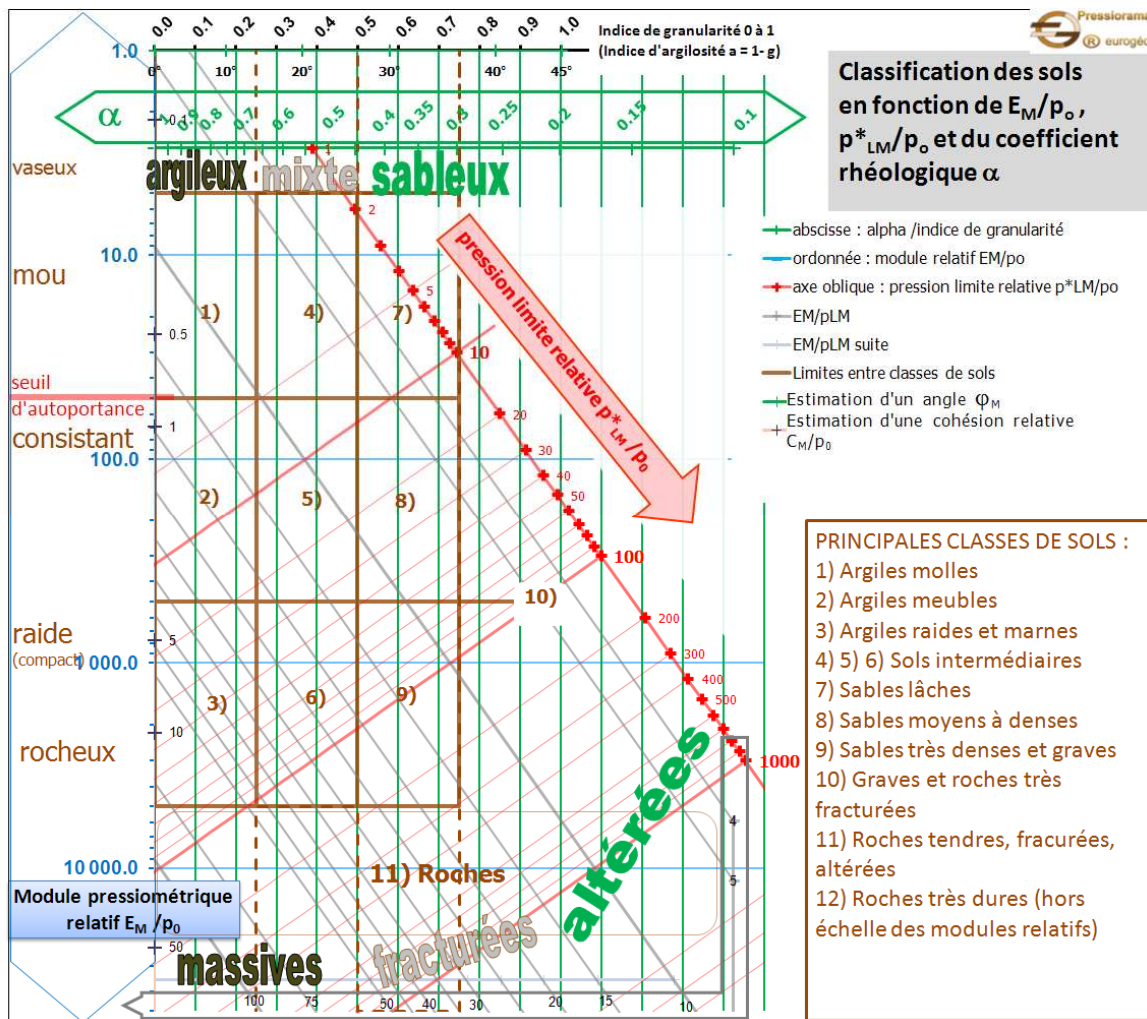 0.0 0.1 0.2 0.3 0.4 0.5 0.6 0.7 0.8 0.9 1.0
Indice de granularité 0 à 1
(Indice d'argilosité a = 1- g)
Pressiorama
® eurogéo
1.0
0° 10° 20° 30° 40° 45°
Classification des sols
en fonction de EM/po ,
p*LM/po et du coefficient
rhéologique α
α
1 0.9 0.8 0.7 0.6 0.5 0.4 0.35 0.3 0.25 0.2 0.15 0.1
0.1
1
vaseux
argileux mixte sableux
2
abscisse : alpha /indice de granularité
ordonnée : module relatif EM/po
axe oblique : pression limite relative p*LM/po
EM/pLM
EM/pLM suite
Limites entre classes de sols
Estimation d'un angle φM
Estimation d'une cohésion relative
CM/p0
10.0
mou
pression limite relative p*LM/p0
5
1) 4) 7)
0.5
10
seuil
d'autoportance
20
1
consistant
30
100.0
40
50
2) 5) 8)
100
10)
200
raide
(compact)
5
300
1 000.0
400
500
3) 6) 9)
10
rocheux
1000
PRINCIPALES CLASSES DE SOLS :
1) Argiles molles
2) Argiles meubles
3) Argiles raides et marnes
4) 5) 6) Sols intermédiaires
7) Sables lâches
8) Sables moyens à denses
9) Sables très denses et graves
10) Graves et roches très
fracturées
11) Roches tendres, fracurées,
altérées
12) Roches très dures (hors
échelle des modules relatifs)
4
altérées
10 000.0
11) Roches
5
Module pressiométrique
relatif EM /p0
50
massives fracturées
100 75 50 40 30 20 15 10